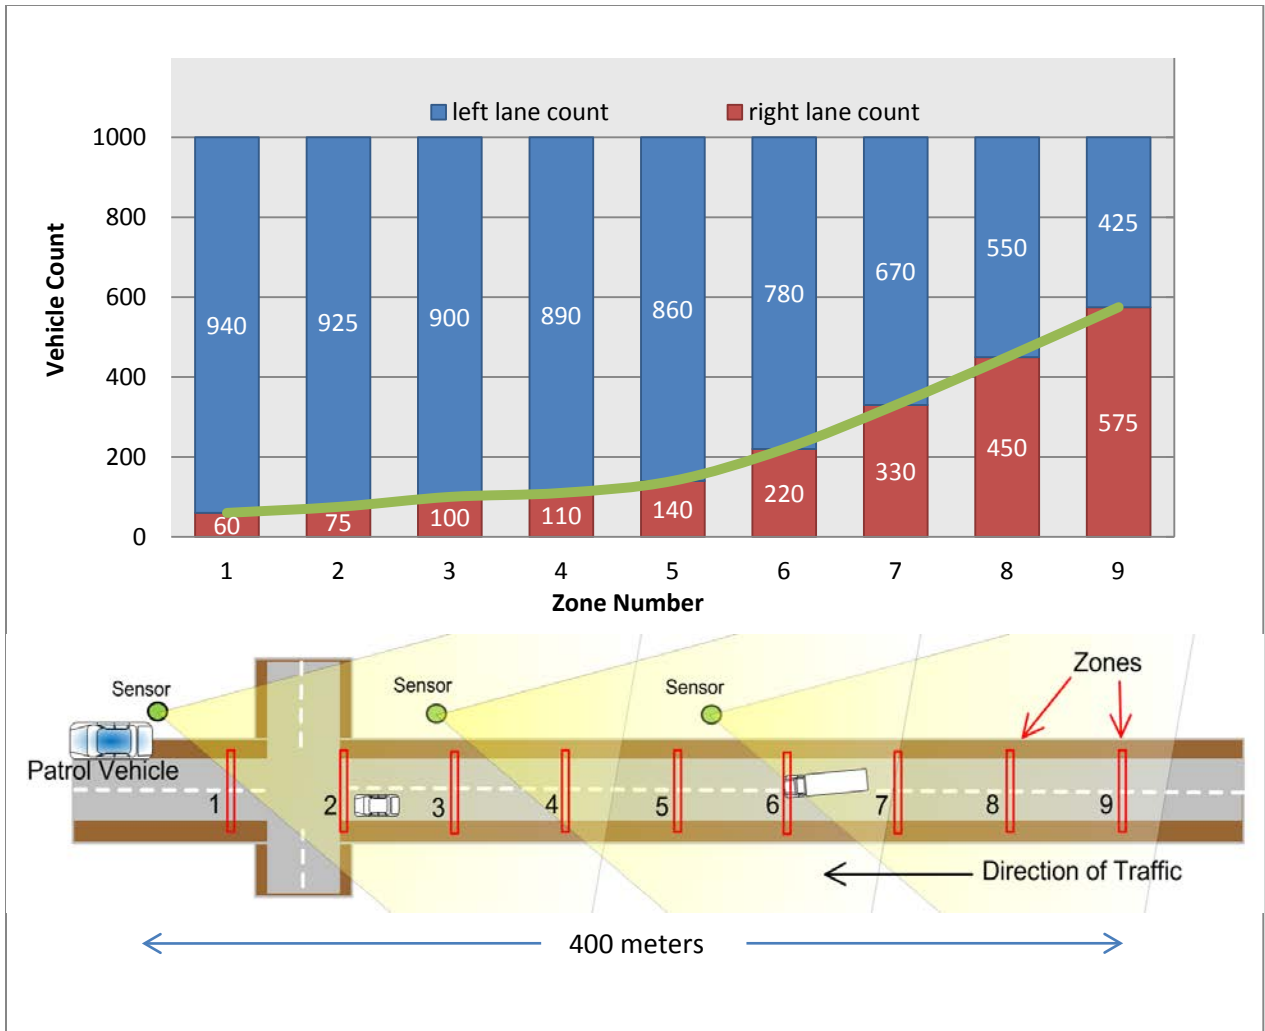 left lane count right lane count
1000
800
600
400
200
0
Vehicle Count
940 925 900 890 860 780 670 550 425
60 75 100 110 140 220 330 450 575
1 2 3 4 5 6 7 8 9
Zone Number
Zones
Sensor Sensor Sensor
Patrol Vehicle
1 2 3 4 5 6 7 8 9
Direction of Traffic
400 meters